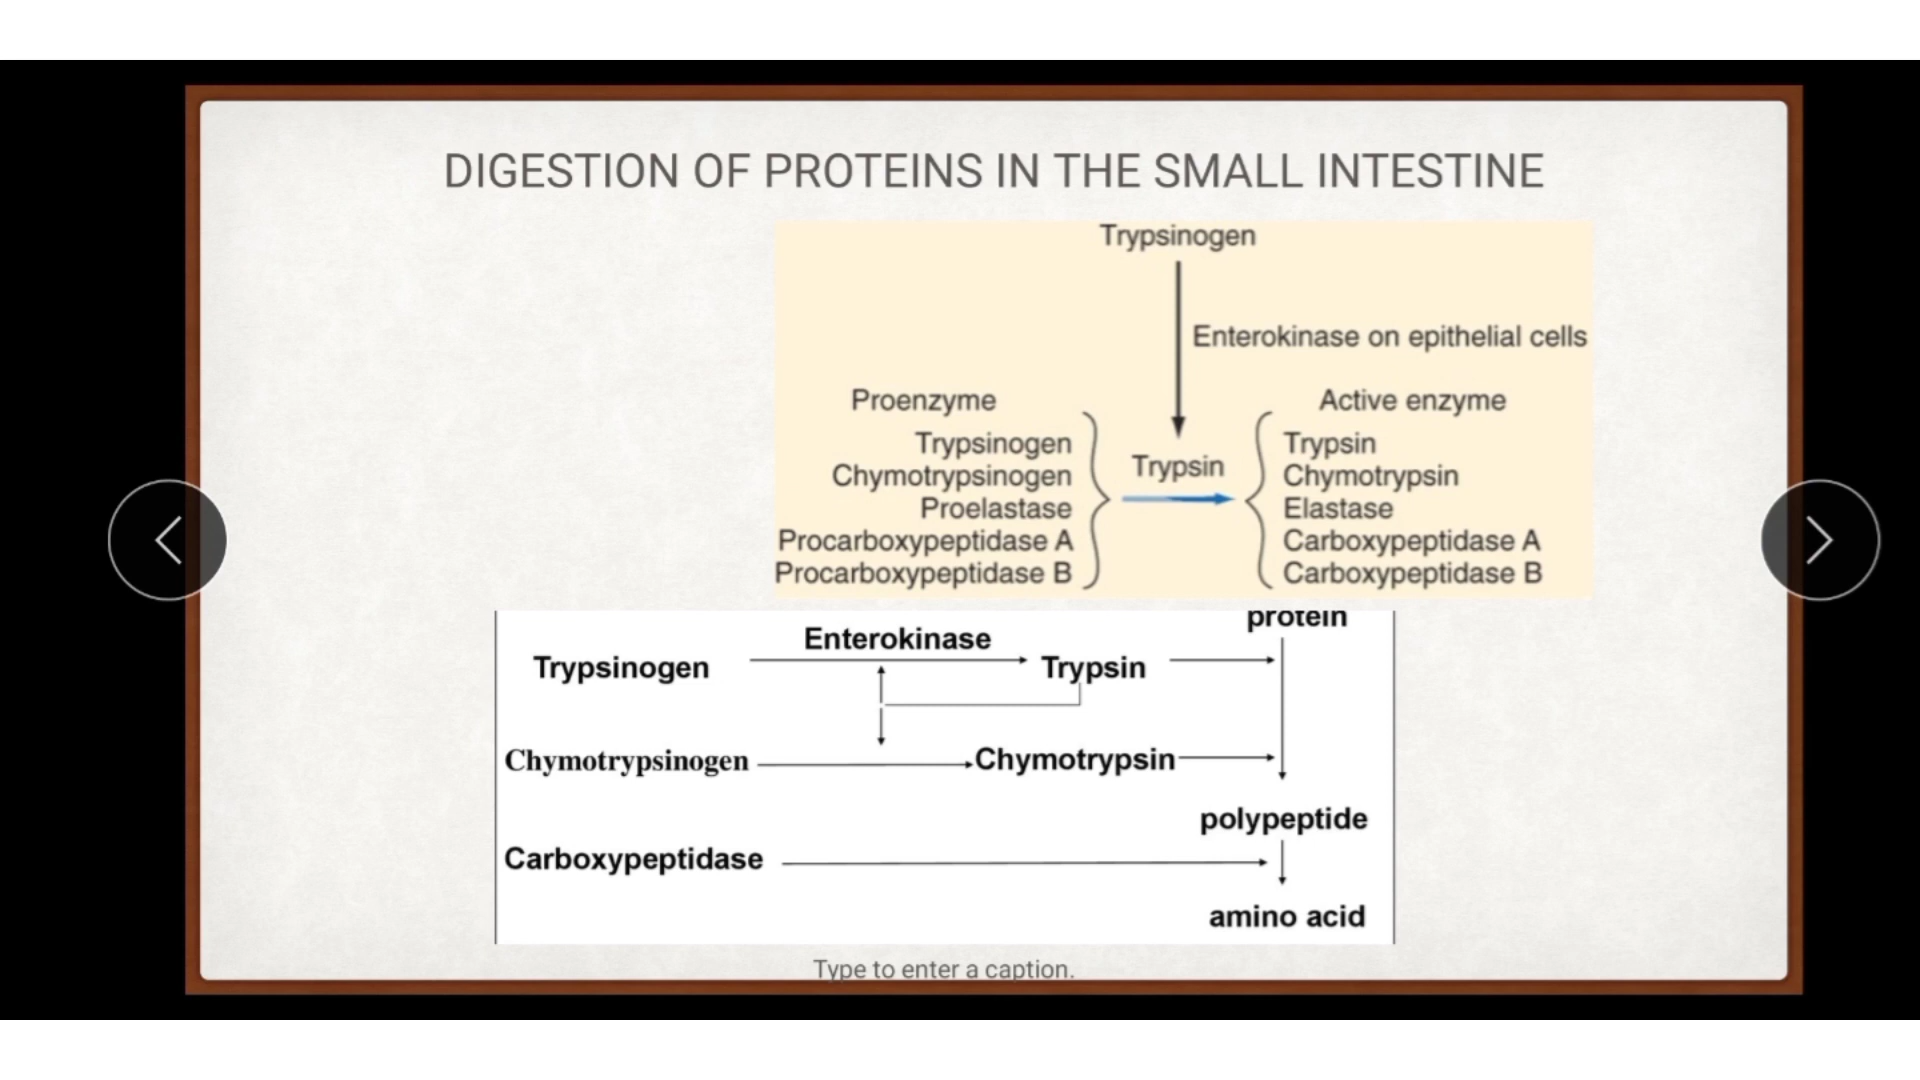 DIGESTION OF PROTEINS IN THE SMALL INTESTINE
Trypsinogen
Enterokinase on epithelial cells
Proenzyme
Trypsinogen
Chymotrypsinogen
Proelastase
Procarboxypeptidase A
Procarboxypeptidase B
Trypsin
Active enzyme
Trypsin
Chymotrypsin
Elastase
Carboxypeptidase A
Carboxypeptidase B
protein
Enterokinase
Trypsinogen
Trypsin
Chymotrypsinogen
Chymotrypsin
polypeptide
Carboxypeptidase
amino acid
Type to enter a caption.